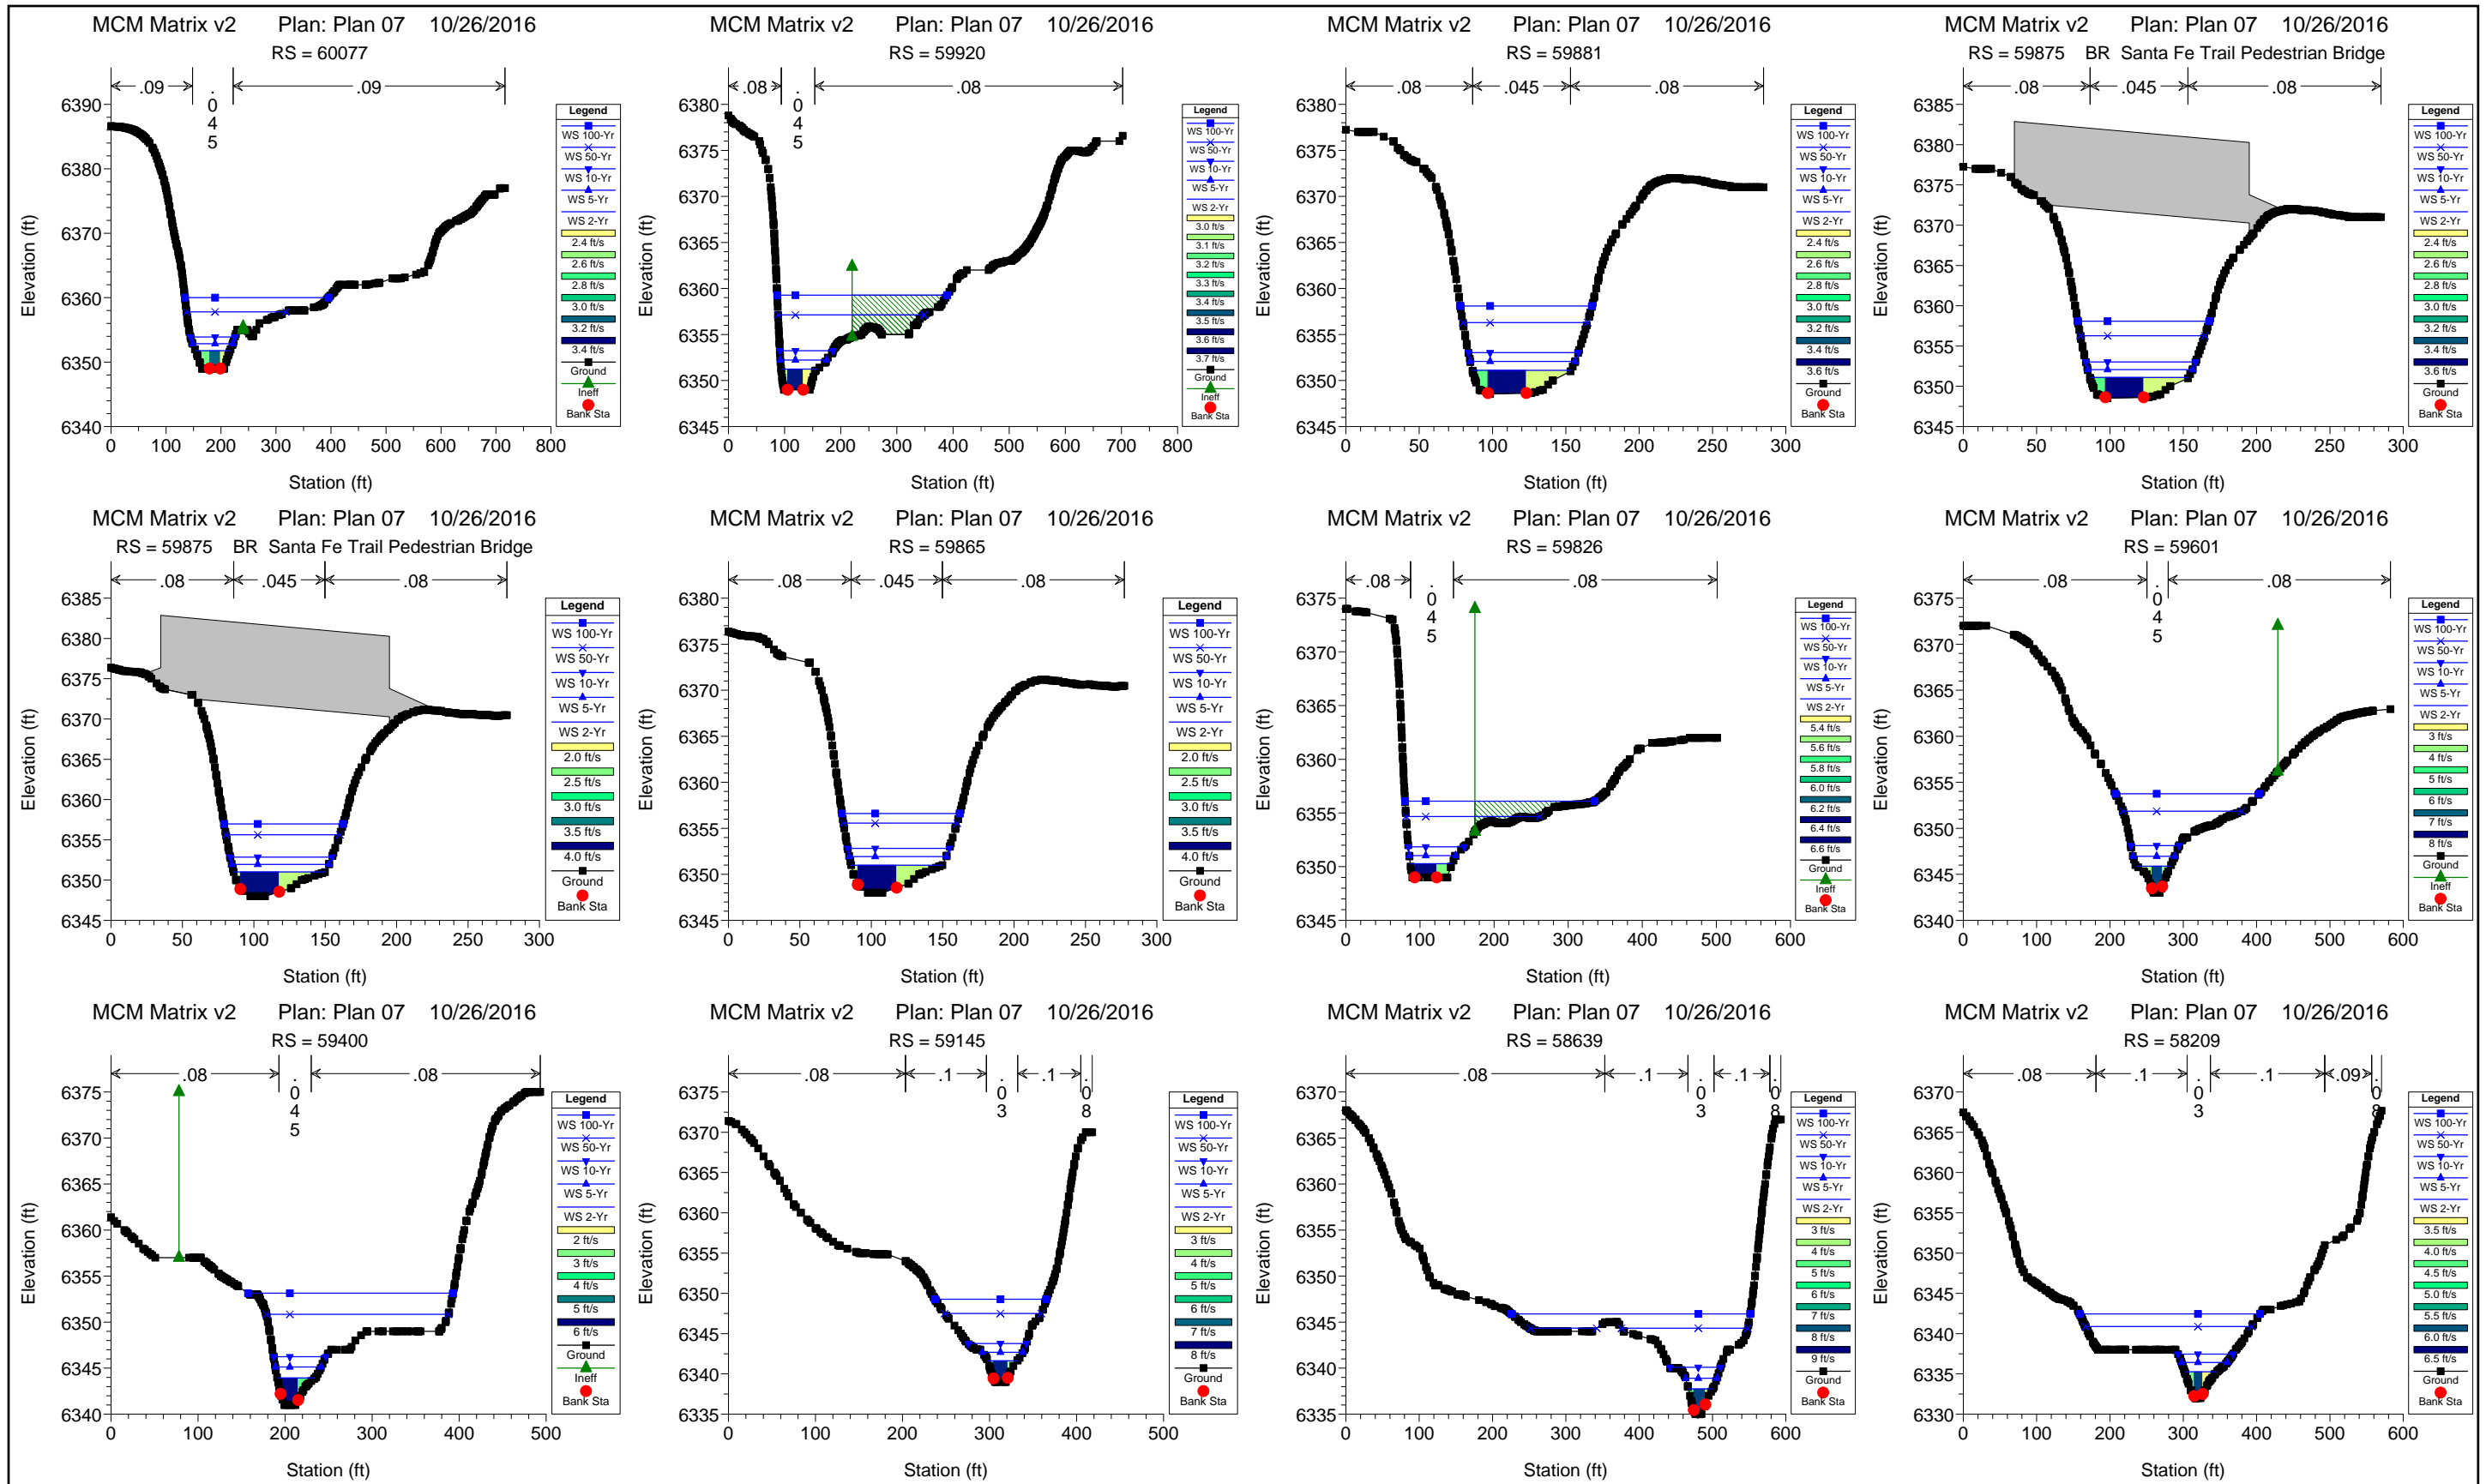 MCM Matrix v2 Plan: Plan 07 10/26/2016
RS = 60077
.09 .045 .09
6390
6380
6370
6360
6350
6340
Elevation (ft)
0 100 200 300 400 500 600 700 800
Station (ft)
Legend
WS 100-Yr
WS 50-Yr
WS 10-Yr
WS 5-Yr
WS 2-Yr
2.4 ft/s
2.6 ft/s
2.8 ft/s
3.0 ft/s
3.2 ft/s
3.4 ft/s
Ground
Ineff
Bank Sta
MCM Matrix v2 Plan: Plan 07 10/26/2016
RS = 59920
.08 .045 .08
6380
6375
6370
6365
6360
6355
6350
6345
Elevation (ft)
0 100 200 300 400 500 600 700 800
Station (ft)
Legend
WS 100-Yr
WS 50-Yr
WS 10-Yr
WS 5-Yr
WS 2-Yr
3.0 ft/s
3.1 ft/s
3.2 ft/s
3.3 ft/s
3.4 ft/s
3.5 ft/s
3.6 ft/s
3.7 ft/s
Ground
Ineff
Bank Sta
MCM Matrix v2 Plan: Plan 07 10/26/2016
RS = 59881
.08 .045 .08
6380
6375
6370
6365
6360
6355
6350
6345
Elevation (ft)
0 50 100 150 200 250 300
Station (ft)
Legend
WS 100-Yr
WS 50-Yr
WS 10-Yr
WS 5-Yr
WS 2-Yr
2.4 ft/s
2.6 ft/s
2.8 ft/s
3.0 ft/s
3.2 ft/s
3.4 ft/s
3.6 ft/s
Ground
Bank Sta
MCM Matrix v2 Plan: Plan 07 10/26/2016
RS = 59875 BR Santa Fe Trail Pedestrian Bridge
.08 .045 .08
6385
6380
6375
6370
6365
6360
6355
6350
6345
Elevation (ft)
0 50 100 150 200 250 300
Station (ft)
Legend
WS 100-Yr
WS 50-Yr
WS 10-Yr
WS 5-Yr
WS 2-Yr
2.4 ft/s
2.6 ft/s
2.8 ft/s
3.0 ft/s
3.2 ft/s
3.4 ft/s
3.6 ft/s
Ground
Bank Sta
MCM Matrix v2 Plan: Plan 07 10/26/2016
RS = 59875 BR Santa Fe Trail Pedestrian Bridge
.08 .045 .08
6385
6380
6375
6370
6365
6360
6355
6350
6345
Elevation (ft)
0 50 100 150 200 250 300
Station (ft)
Legend
WS 100-Yr
WS 50-Yr
WS 10-Yr
WS 5-Yr
WS 2-Yr
2.0 ft/s
2.5 ft/s
3.0 ft/s
3.5 ft/s
4.0 ft/s
Ground
Bank Sta
MCM Matrix v2 Plan: Plan 07 10/26/2016
RS = 59865
.08 .045 .08
6380
6375
6370
6365
6360
6355
6350
6345
Elevation (ft)
0 50 100 150 200 250 300
Station (ft)
Legend
WS 100-Yr
WS 50-Yr
WS 10-Yr
WS 5-Yr
WS 2-Yr
2.0 ft/s
2.5 ft/s
3.0 ft/s
3.5 ft/s
4.0 ft/s
Ground
Bank Sta
MCM Matrix v2 Plan: Plan 07 10/26/2016
RS = 59826
.08 .045 .08
6375
6370
6365
6360
6355
6350
6345
Elevation (ft)
0 100 200 300 400 500 600
Station (ft)
Legend
WS 100-Yr
WS 50-Yr
WS 10-Yr
WS 5-Yr
WS 2-Yr
5.4 ft/s
5.6 ft/s
5.8 ft/s
6.0 ft/s
6.2 ft/s
6.4 ft/s
6.6 ft/s
Ground
Ineff
Bank Sta
MCM Matrix v2 Plan: Plan 07 10/26/2016
RS = 59601
.08 .045 .08
6375
6370
6365
6360
6355
6350
6345
6340
Elevation (ft)
0 100 200 300 400 500 600
Station (ft)
Legend
WS 100-Yr
WS 50-Yr
WS 10-Yr
WS 5-Yr
WS 2-Yr
3 ft/s
4 ft/s
5 ft/s
6 ft/s
7 ft/s
8 ft/s
Ground
Ineff
Bank Sta
MCM Matrix v2 Plan: Plan 07 10/26/2016
RS = 59400
.08 .045 .08
6375
6370
6365
6360
6355
6350
6345
6340
Elevation (ft)
0 100 200 300 400 500
Station (ft)
Legend
WS 100-Yr
WS 50-Yr
WS 10-Yr
WS 5-Yr
WS 2-Yr
2 ft/s
3 ft/s
4 ft/s
5 ft/s
6 ft/s
Ground
Ineff
Bank Sta
MCM Matrix v2 Plan: Plan 07 10/26/2016
RS = 59145
.08 .1 .03 .1 .08
6375
6370
6365
6360
6355
6350
6345
6340
6335
Elevation (ft)
0 100 200 300 400 500
Station (ft)
Legend
WS 100-Yr
WS 50-Yr
WS 10-Yr
WS 5-Yr
WS 2-Yr
3 ft/s
4 ft/s
5 ft/s
6 ft/s
7 ft/s
8 ft/s
Ground
Bank Sta
MCM Matrix v2 Plan: Plan 07 10/26/2016
RS = 58639
.08 .1 .03 .1 .08
6370
6365
6360
6355
6350
6345
6340
6335
Elevation (ft)
0 100 200 300 400 500 600
Station (ft)
Legend
WS 100-Yr
WS 50-Yr
WS 10-Yr
WS 5-Yr
WS 2-Yr
3 ft/s
4 ft/s
5 ft/s
6 ft/s
7 ft/s
8 ft/s
9 ft/s
Ground
Bank Sta
MCM Matrix v2 Plan: Plan 07 10/26/2016
RS = 58209
.08 .1 .03 .1 .09 .08
6370
6365
6360
6355
6350
6345
6340
6335
6330
Elevation (ft)
0 100 200 300 400 500 600
Station (ft)
Legend
WS 100-Yr
WS 50-Yr
WS 10-Yr
WS 5-Yr
WS 2-Yr
3.5 ft/s
4.0 ft/s
4.5 ft/s
5.0 ft/s
5.5 ft/s
6.0 ft/s
6.5 ft/s
Ground
Bank Sta